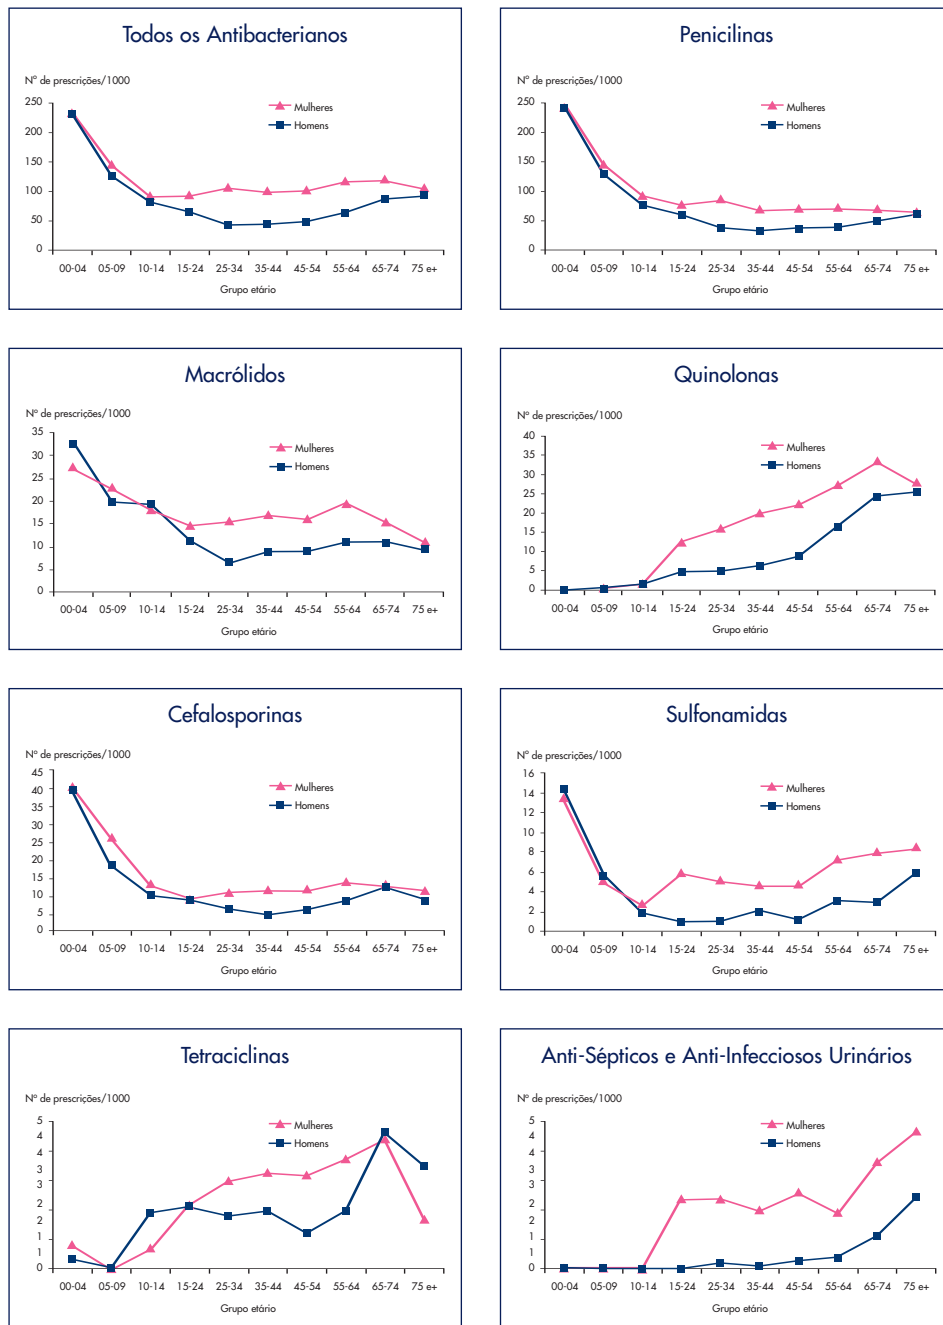 Todos os Antibacterianos
Nº de prescrições/1000
Mulheres
Homens
250
200
150
100
50
0
00-04 05-09 10-14 15-24 25-34 35-44 45-54 55-64 65-74 75 e+
Grupo etário
Penicilinas
Nº de prescrições/1000
Mulheres
Homens
250
200
150
100
50
0
00-04 05-09 10-14 15-24 25-34 35-44 45-54 55-64 65-74 75 e+
Grupo etário
Macrólidos
Nº de prescrições/1000
Mulheres
Homens
35
30
25
20
15
10
5
0
00-04 05-09 10-14 15-24 25-34 35-44 45-54 55-64 65-74 75 e+
Grupo etário
Quinolonas
Nº de prescrições/1000
Mulheres
Homens
40
35
30
25
20
15
10
5
0
00-04 05-09 10-14 15-24 25-34 35-44 45-54 55-64 65-74 75 e+
Grupo etário
Cefalosporinas
Nº de prescrições/1000
Mulheres
Homens
45
40
35
30
25
20
15
10
5
0
00-04 05-09 10-14 15-24 25-34 35-44 45-54 55-64 65-74 75 e+
Grupo etário
Sulfonamidas
Nº de prescrições/1000
Mulheres
Homens
16
14
12
10
8
6
4
2
0
00-04 05-09 10-14 15-24 25-34 35-44 45-54 55-64 65-74 75 e+
Grupo etário
Tetraciclinas
Nº de prescrições/1000
Mulheres
Homens
5
4
4
3
3
2
2
1
1
0
00-04 05-09 10-14 15-24 25-34 35-44 45-54 55-64 65-74 75 e+
Grupo etário
Anti-Sépticos e Anti-Infecciosos Urinários
Nº de prescrições/1000
Mulheres
Homens
5
4
4
3
3
2
2
1
1
0
00-04 05-09 10-14 15-24 25-34 35-44 45-54 55-64 65-74 75 e+
Grupo etário